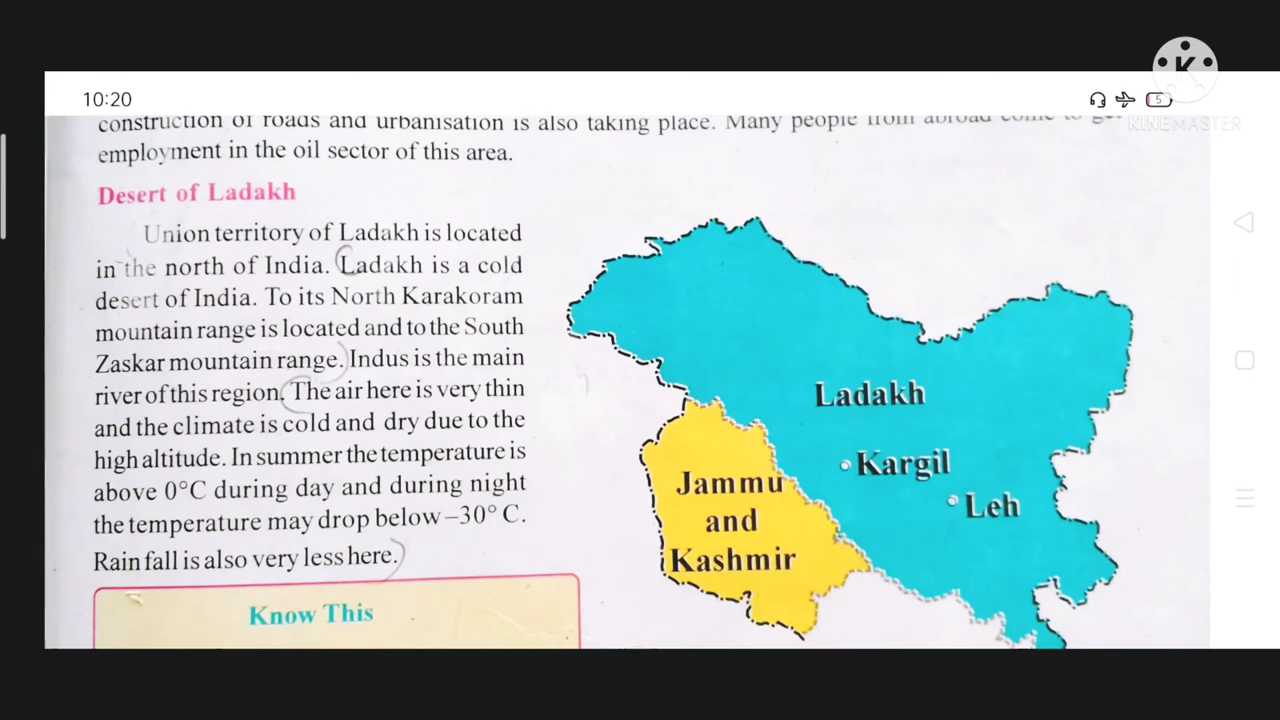 10:20
5
K
KINEMASTER
construction of roads and urbanisation is also taking place. Many people from abroad come to
employment in the oil sector of this area.
Desert of Ladakh
Union territory of Ladakh is located
in the north of India. Ladakh is a cold
desert of India. To its North Karakoram
mountain range is located and to the South
Zaskar mountain range. Indus is the main
river of this region. The air here is very thin
and the climate is cold and dry due to the
high altitude. In summer the temperature is
above 0°C during day and during night
the temperature may drop below –30° C.
Rain fall is also very less here.
Know This
Ladakh
Kargil
Leh
Jammu
and
Kashmir